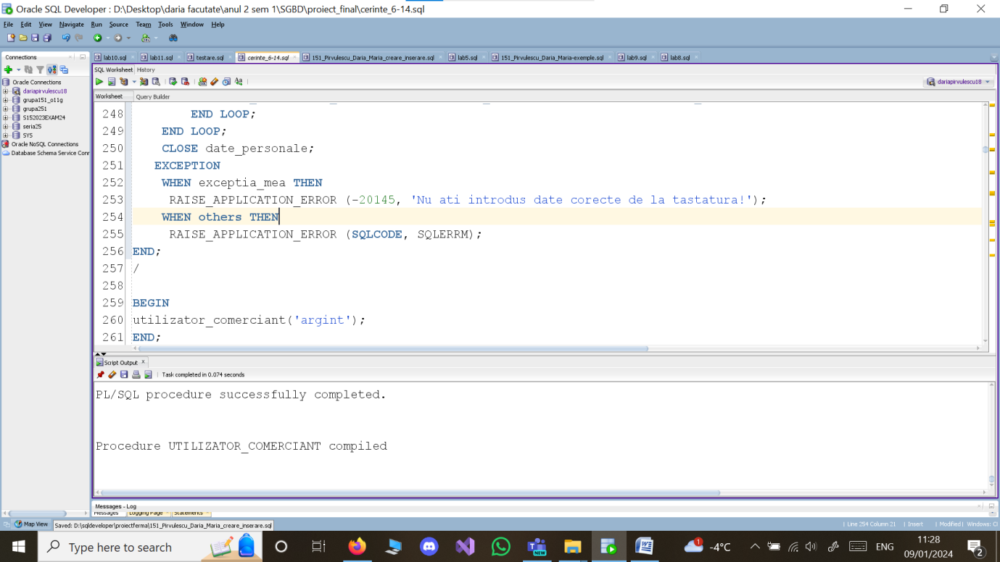 Oracle SQL Developer : D:\Desktop\daria facutate\anul 2 sem 1\SGBD\proiect_final\cerinte_6-14.sql
File Edit View Navigate Run Source Team Tools Window Help
Connections
lab10.sql lab11.sql testare.sql cerinte_6-14.sql 151_Pirvulescu_Daria_Maria_creare_inserare.sql lab5.sql 151_Pirvulescu_Daria_Maria-exemple.sql lab9.sql lab8.sql
SQL Worksheet History
Oracle Connections
dariapirvulescu18
grupa151_o11g
grupa251
S152023EXAM24
seria25
SYS
Oracle NoSQL Connections
Database Schema Service Conn
dariapirvulescu18
Worksheet Query Builder
248 END LOOP;
249 END LOOP;
250 CLOSE date_personale;
251 EXCEPTION
252 WHEN exceptia_mea THEN
253 RAISE_APPLICATION_ERROR (-20145, 'Nu ati introdus date corecte de la tastatura!');
254 WHEN others THEN
255 RAISE_APPLICATION_ERROR (SQLCODE, SQLERRM);
256 END;
257 /
258
259 BEGIN
260 utilizator_comerciant('argint');
261 END;
Script Output x
Task completed in 0.074 seconds
PL/SQL procedure successfully completed.
Procedure UTILIZATOR_COMERCIANT compiled
Messages - Log
Messages Logging Page Statements
Map View
Saved: D:\sqldeveloper\proiectferma\151_Pirvulescu_Daria_Maria_creare_inserare.sql
Line 254 Column 21 | Insert | Modified | Windows: C
Type here to search
NEW
1
-4°C
ENG
11:28
09/01/2024
2